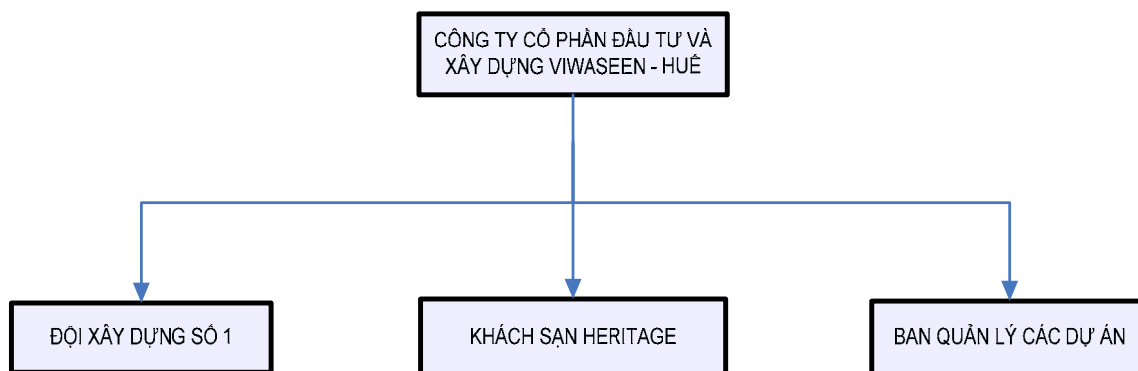 CÔNG TY CỔ PHẦN ĐẦU TƯ VÀ
XÂY DỰNG VIWASEEN - HUẾ
ĐỘI XÂY DỰNG SỐ 1
KHÁCH SẠN HERITAGE
BAN QUẢN LÝ CÁC DỰ ÁN